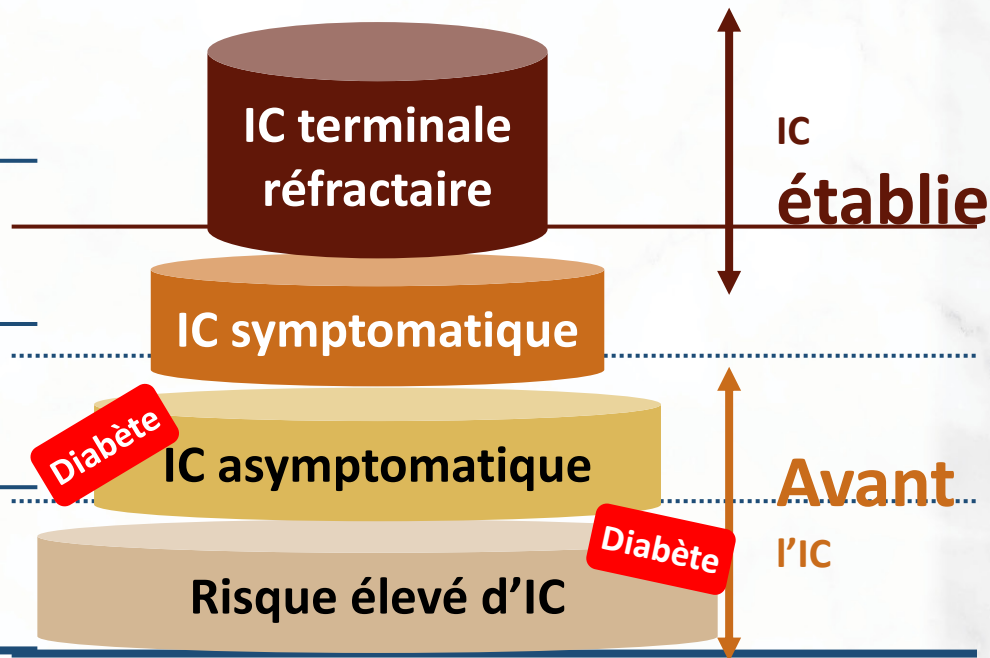 IC terminale
réfractaire
IC
établie
IC symptomatique
Diabète
IC asymptomatique
Avant
l’IC
Diabète
Risque élevé d’IC